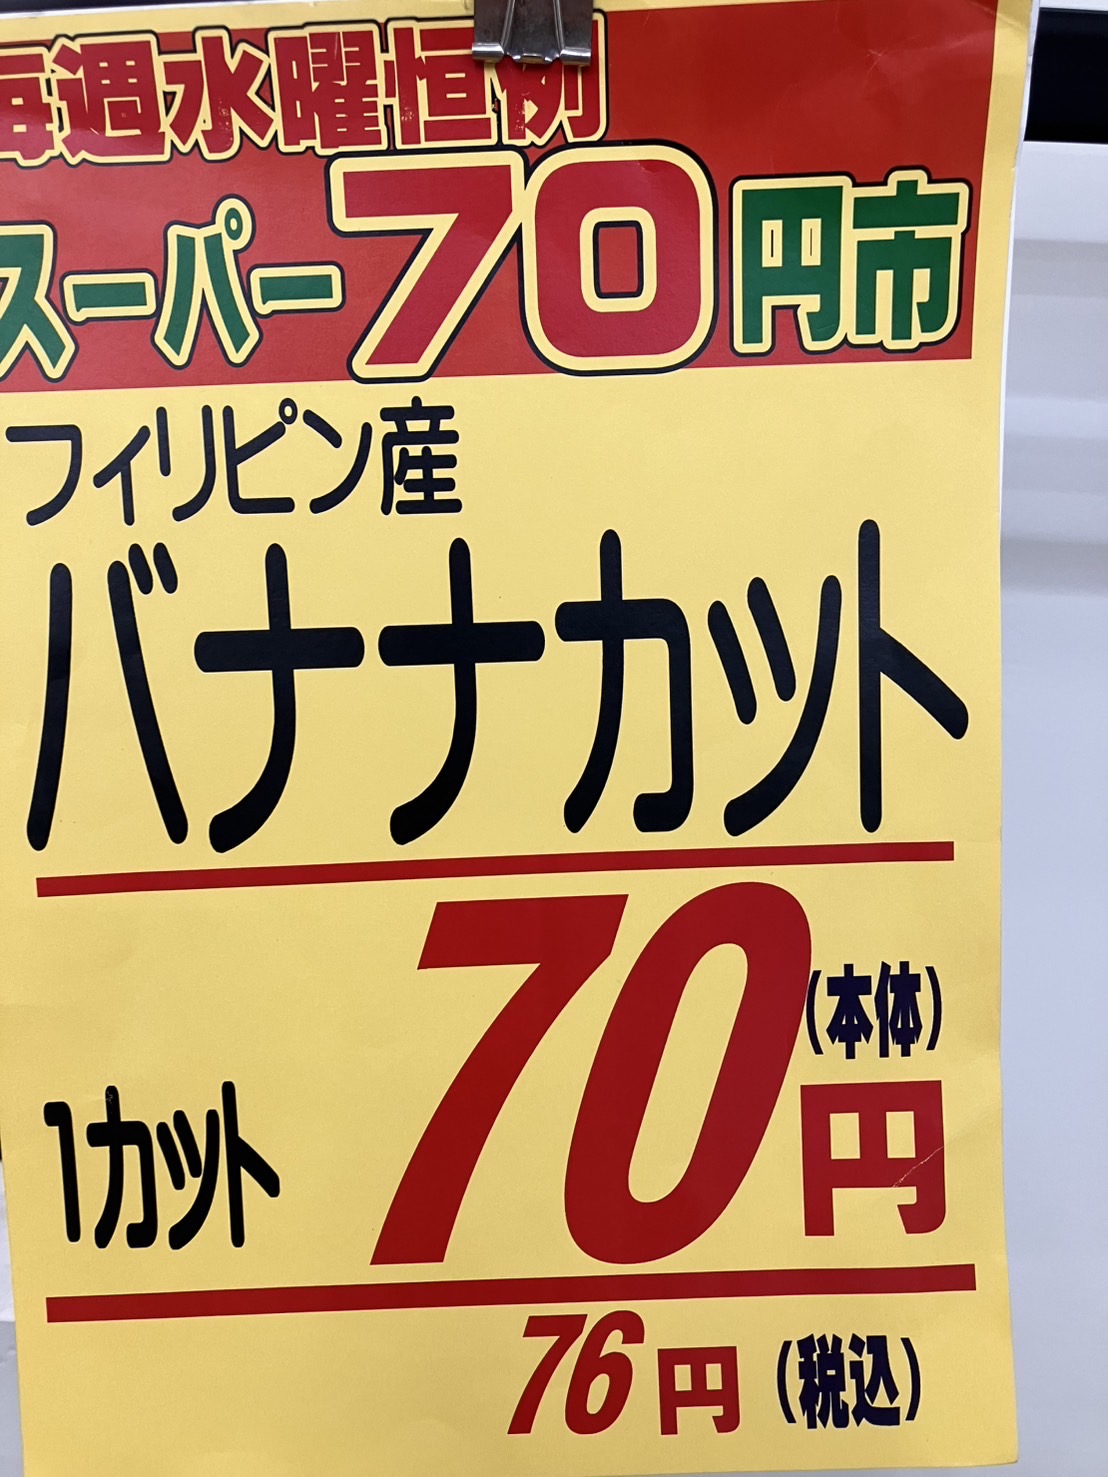 毎週水曜恒例
スーパー70円市
フィリピン産
バナナカット
1カット 70円 (本体)
76円 (税込)